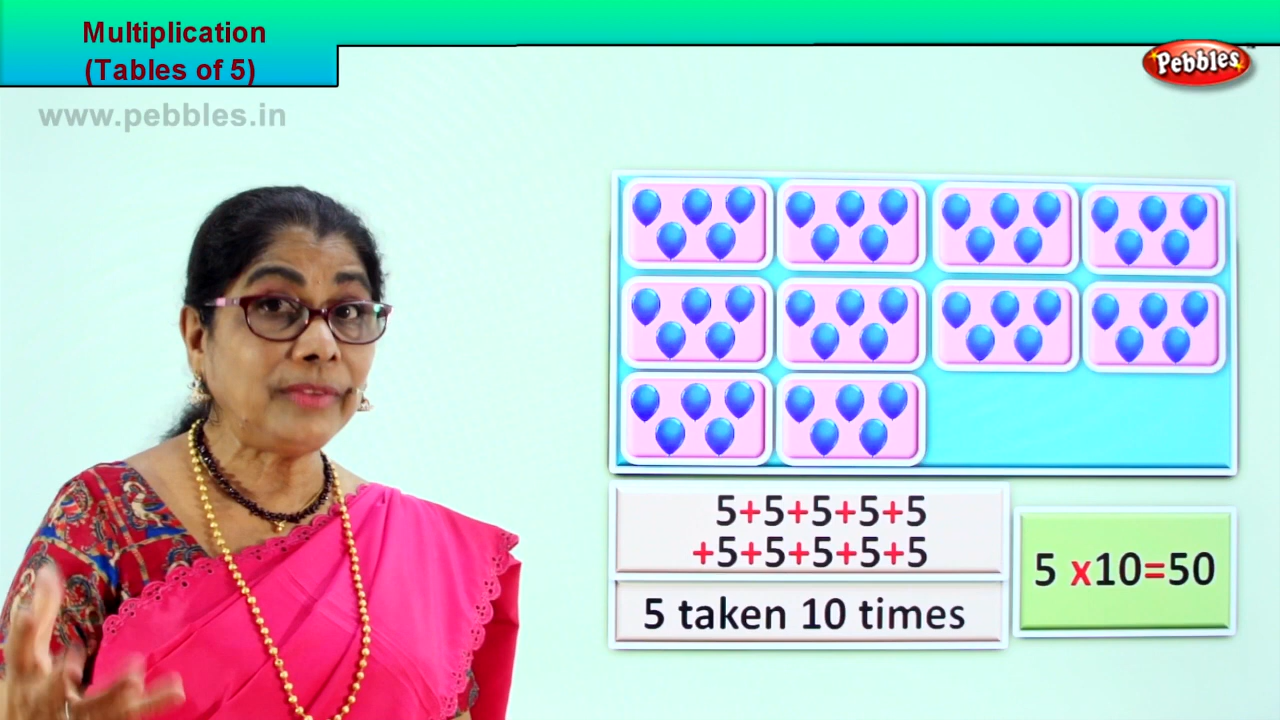 Multiplication
(Tables of 5)
Pebbles
www.pebbles.in
5+5+5+5+5
+5+5+5+5+5
5 taken 10 times
5 x10=50